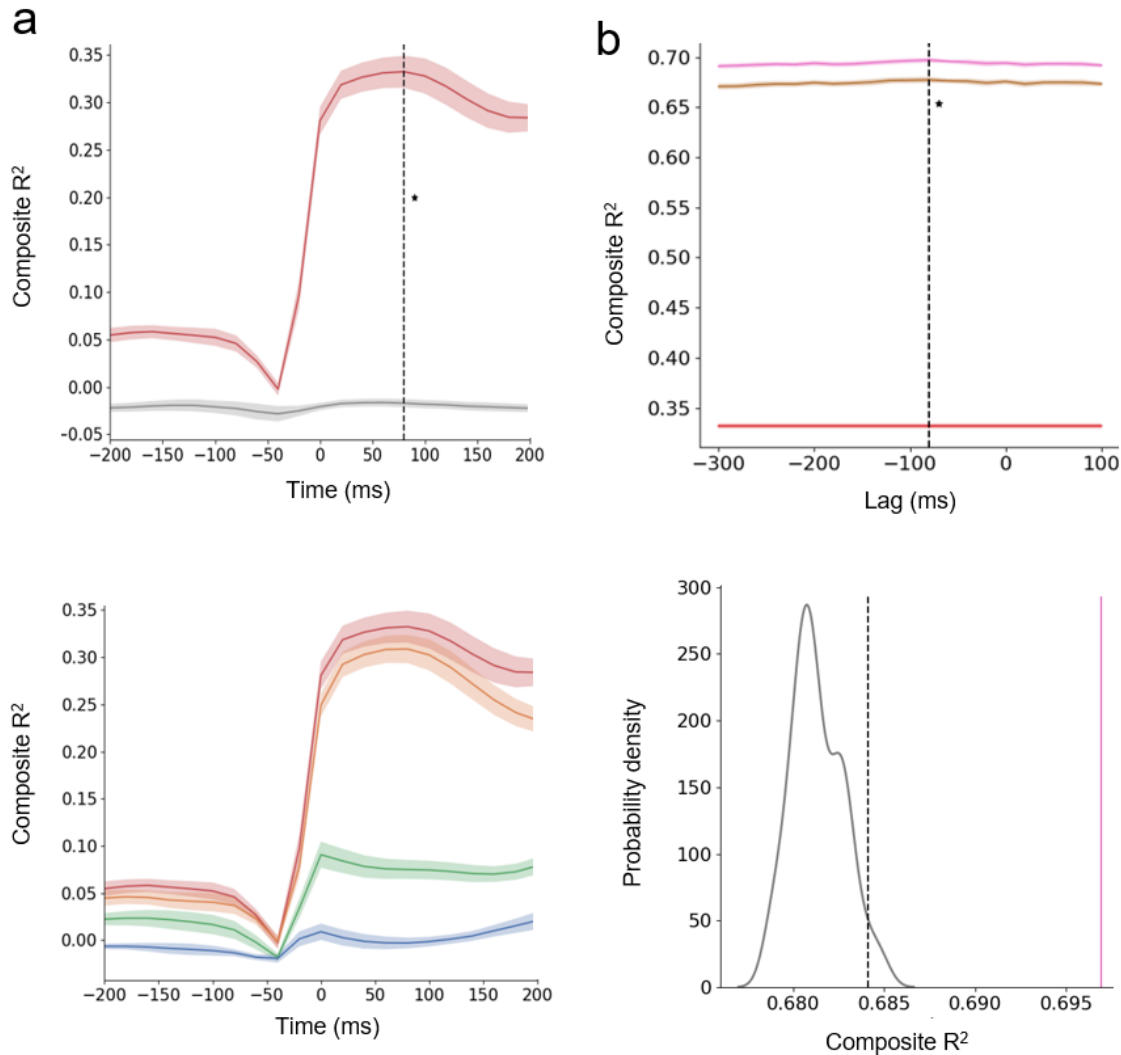 a
0.35
0.30
0.25
0.20
0.15
0.10
0.05
0.00
−0.05
Composite R²
−200 −150 −100 −50 0 50 100 150 200
Time (ms)
b
0.70
0.65
0.60
0.55
0.50
0.45
0.40
0.35
Composite R²
−300 −200 −100 0 100
Lag (ms)
0.35
0.30
0.25
0.20
0.15
0.10
0.05
0.00
Composite R²
−200 −150 −100 −50 0 50 100 150 200
Time (ms)
300
250
200
150
100
50
0
Probability density
0.680 0.685 0.690 0.695
Composite R²